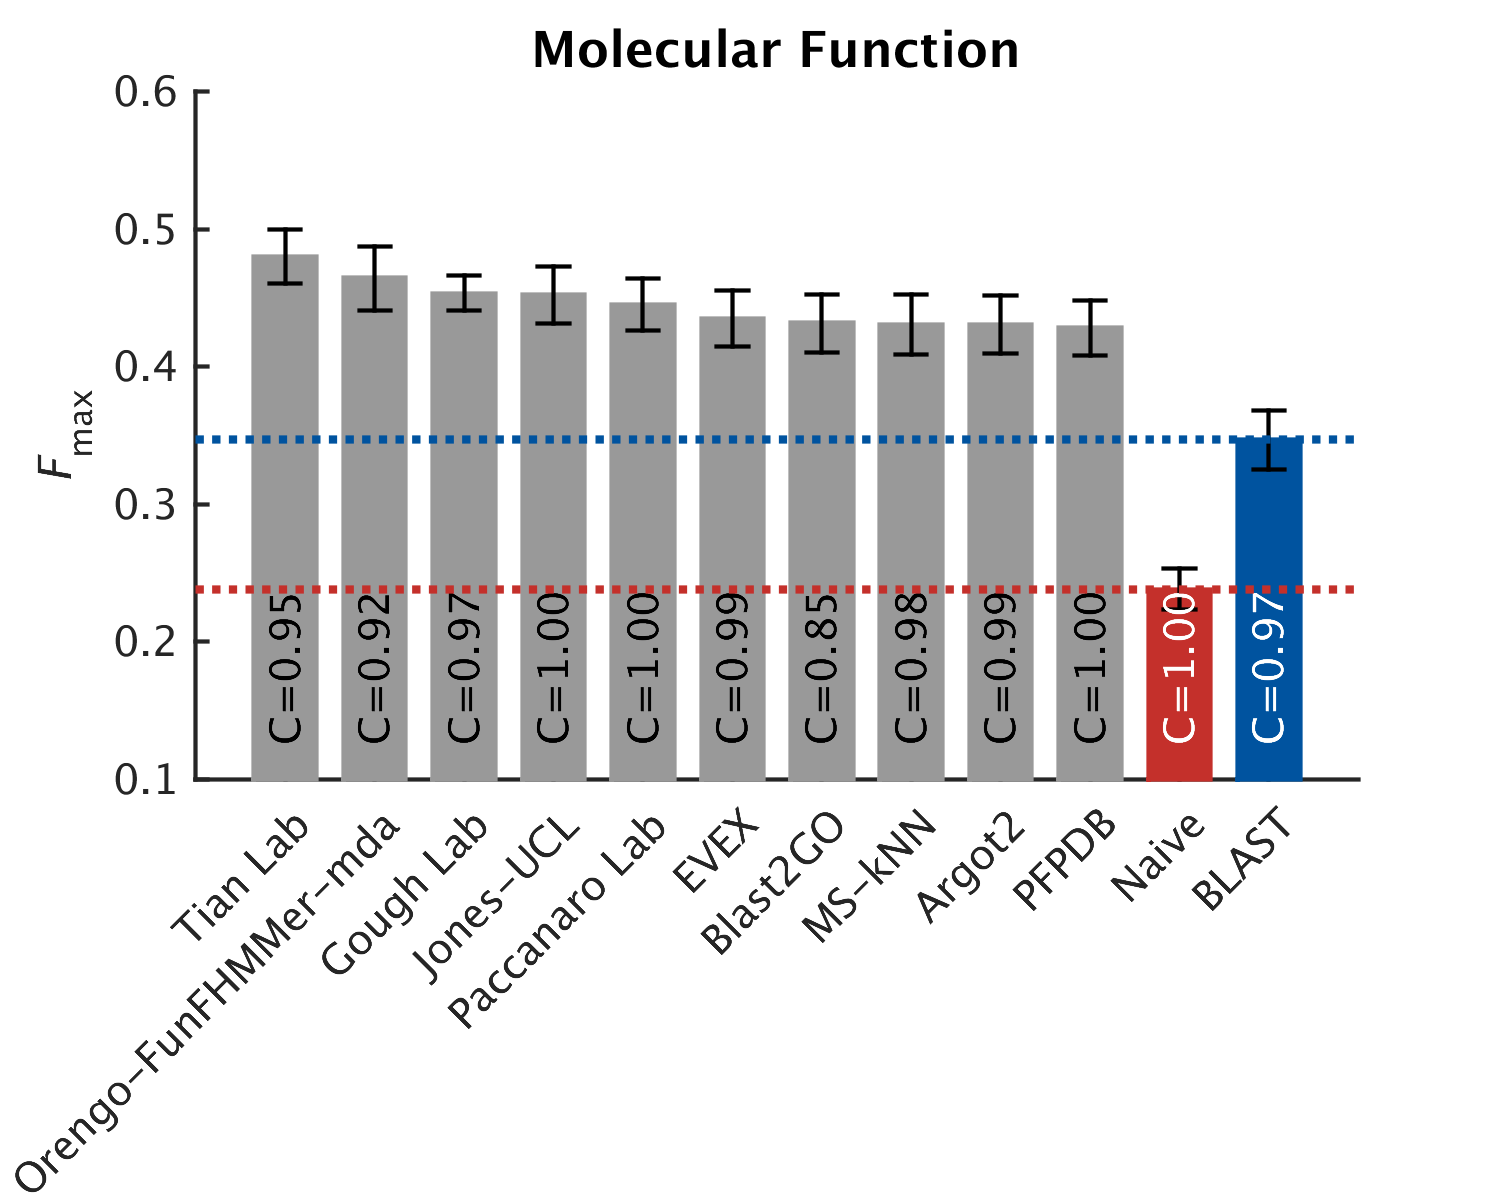 Molecular Function
0.6
0.5
0.4
0.3
0.2
0.1
Fmax
C=0.95
C=0.92
C=0.97
C=1.00
C=1.00
C=0.99
C=0.85
C=0.98
C=0.99
C=1.00
C=1.00
C=0.97
Tian Lab
Orengo-FunFHMMer-mda
Gough Lab
Jones-UCL
Paccanaro Lab
EVEX
Blast2GO
MS-kNN
Argot2
PFPDB
Naive
BLAST